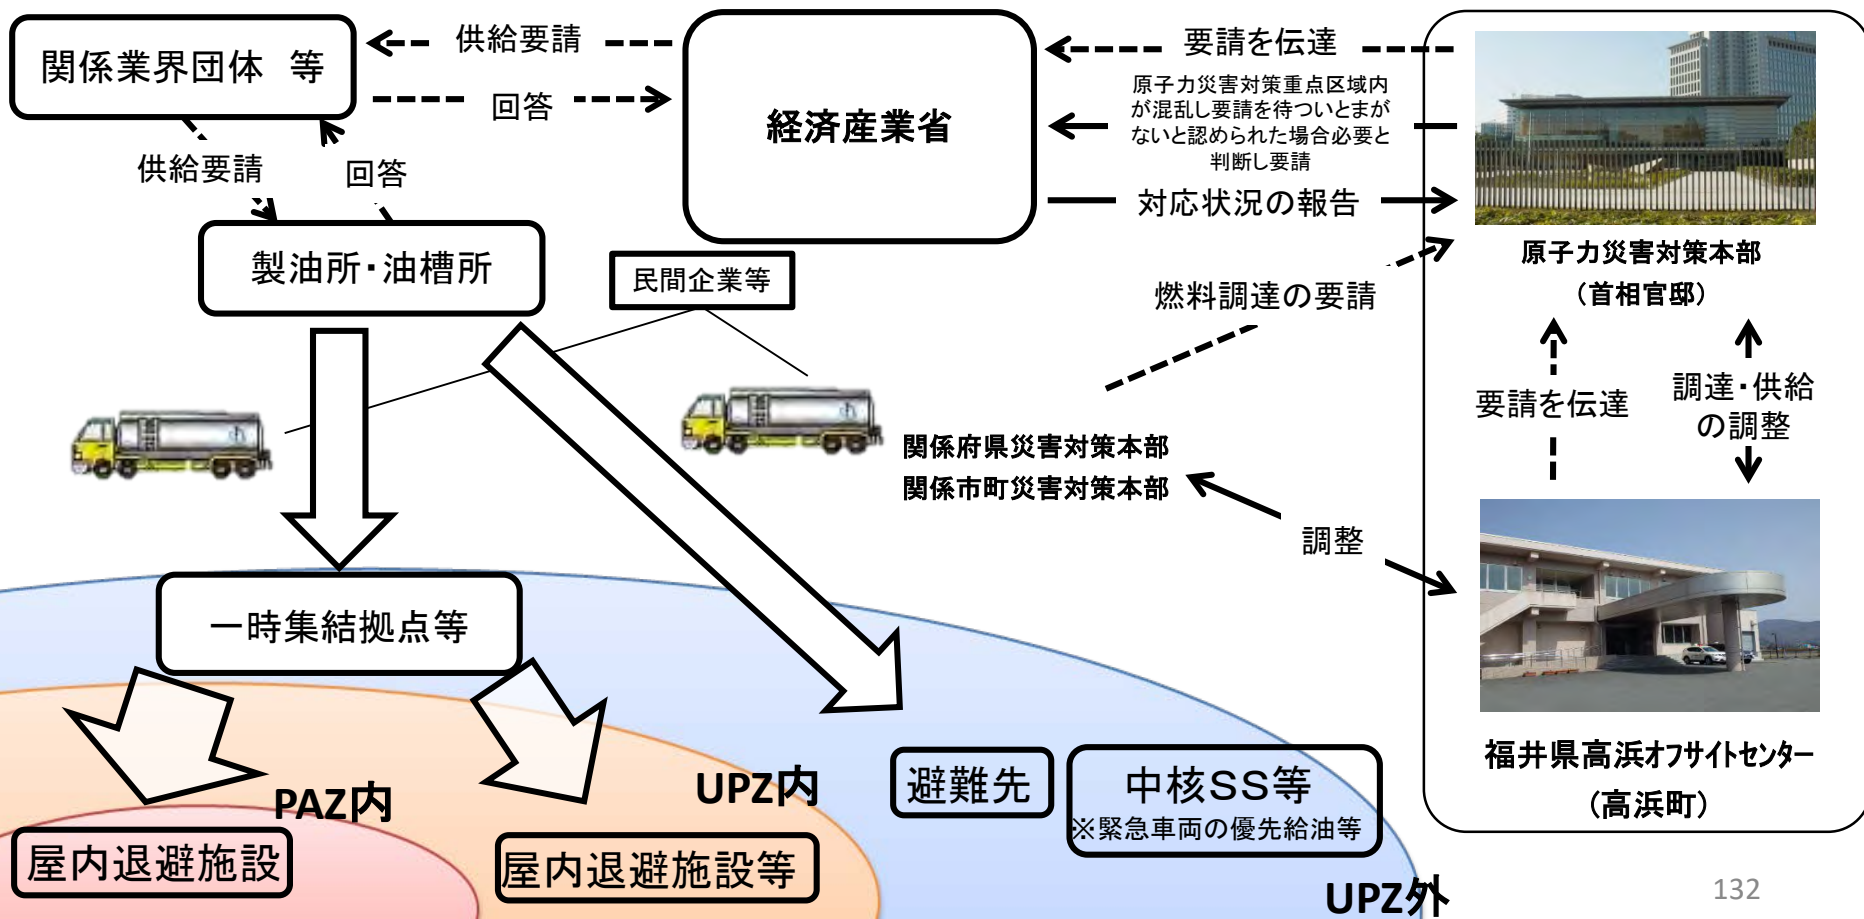 関係業界団体　等
供給要請
回答
経済産業省
要請を伝達
原子力災害対策重点区域内
が混乱し要請を待ついとまが
ないと認められた場合必要と
判断し要請
対応状況の報告
供給要請
回答
製油所・油槽所
民間企業等
燃料調達の要請
原子力災害対策本部
（首相官邸）
要請を伝達
調達・供給
の調整
関係府県災害対策本部
関係市町災害対策本部
調整
一時集結拠点等
福井県高浜オフサイトセンター
（高浜町）
PAZ内
UPZ内
避難先
中核ＳＳ等
※緊急車両の優先給油等
屋内退避施設
屋内退避施設等
UPZ外
132